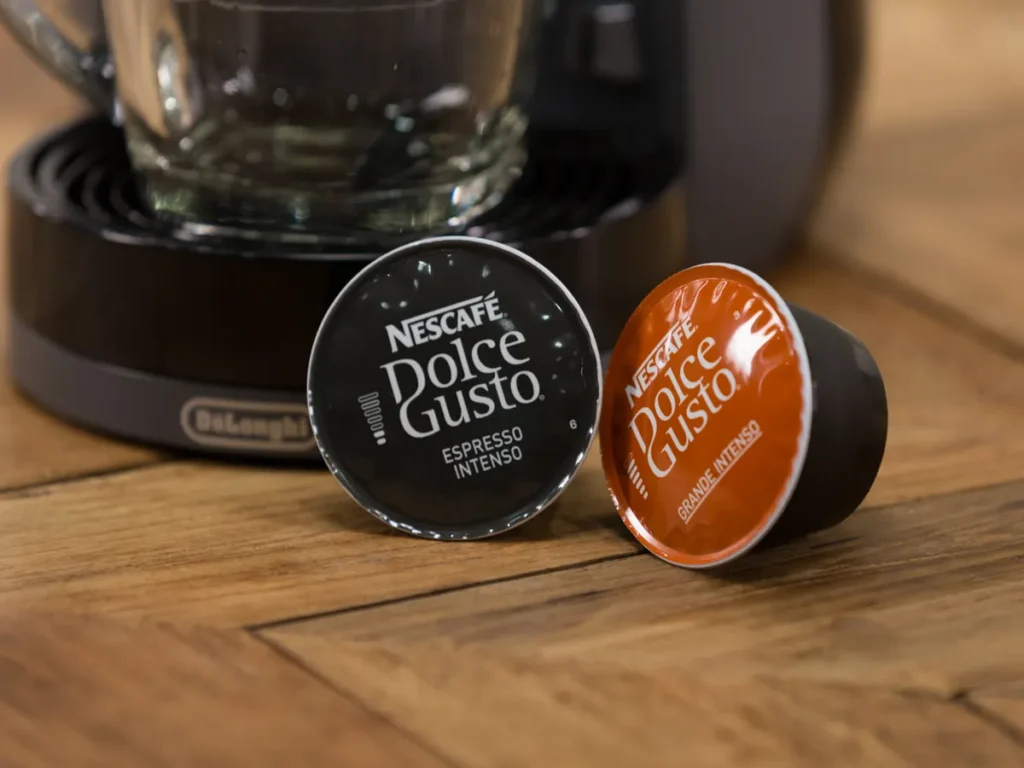 NESCAFÉ
Dolce
Gusto
ESPRESSO
INTENSO
6
NESCAFÉ
Dolce
Gusto
GRANDE INTENSO
DeLonghi